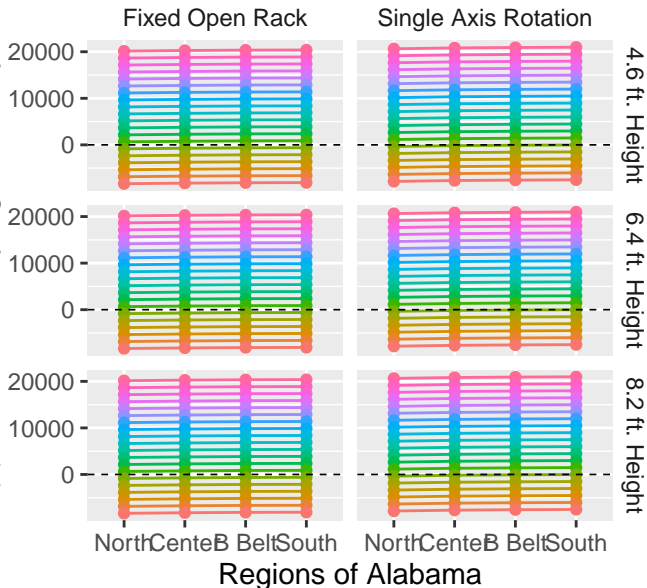 Fixed Open Rack Single Axis Rotation
20000
10000
0
4.6 ft. Height
20000
10000
0
6.4 ft. Height
20000
10000
0
8.2 ft. Height
North Center B Belt South North Center B Belt South
Regions of Alabama